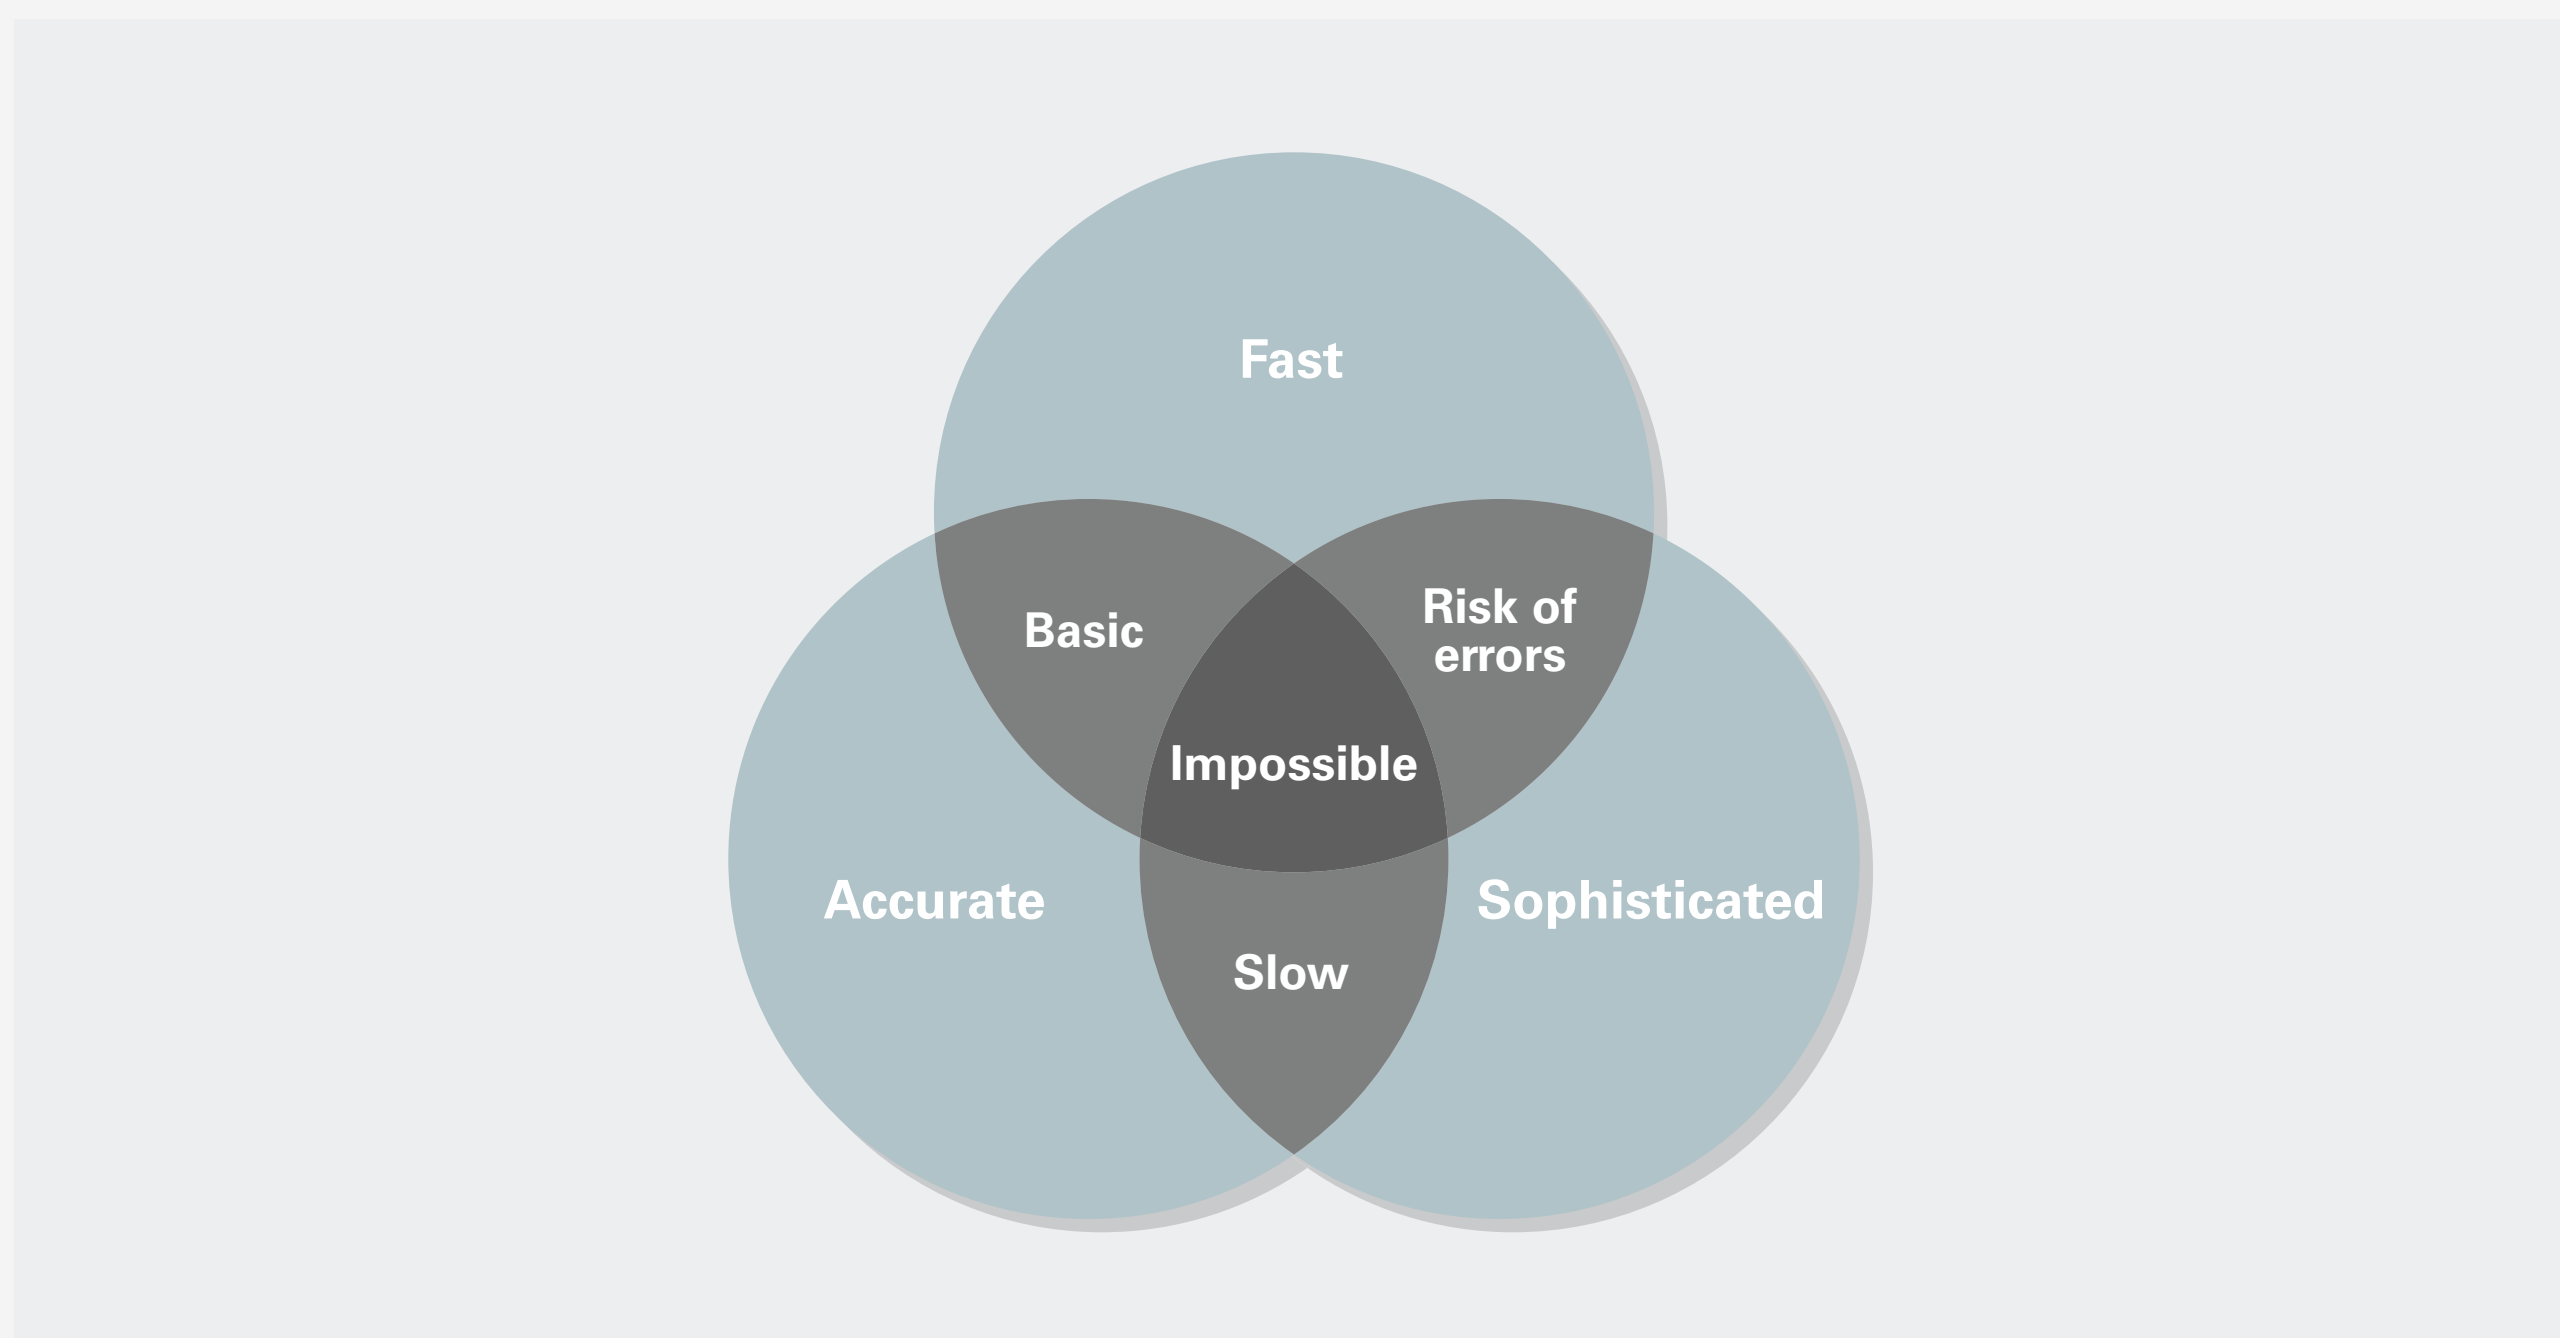 Fast
Basic
Risk of
errors
Impossible
Accurate
Sophisticated
Slow